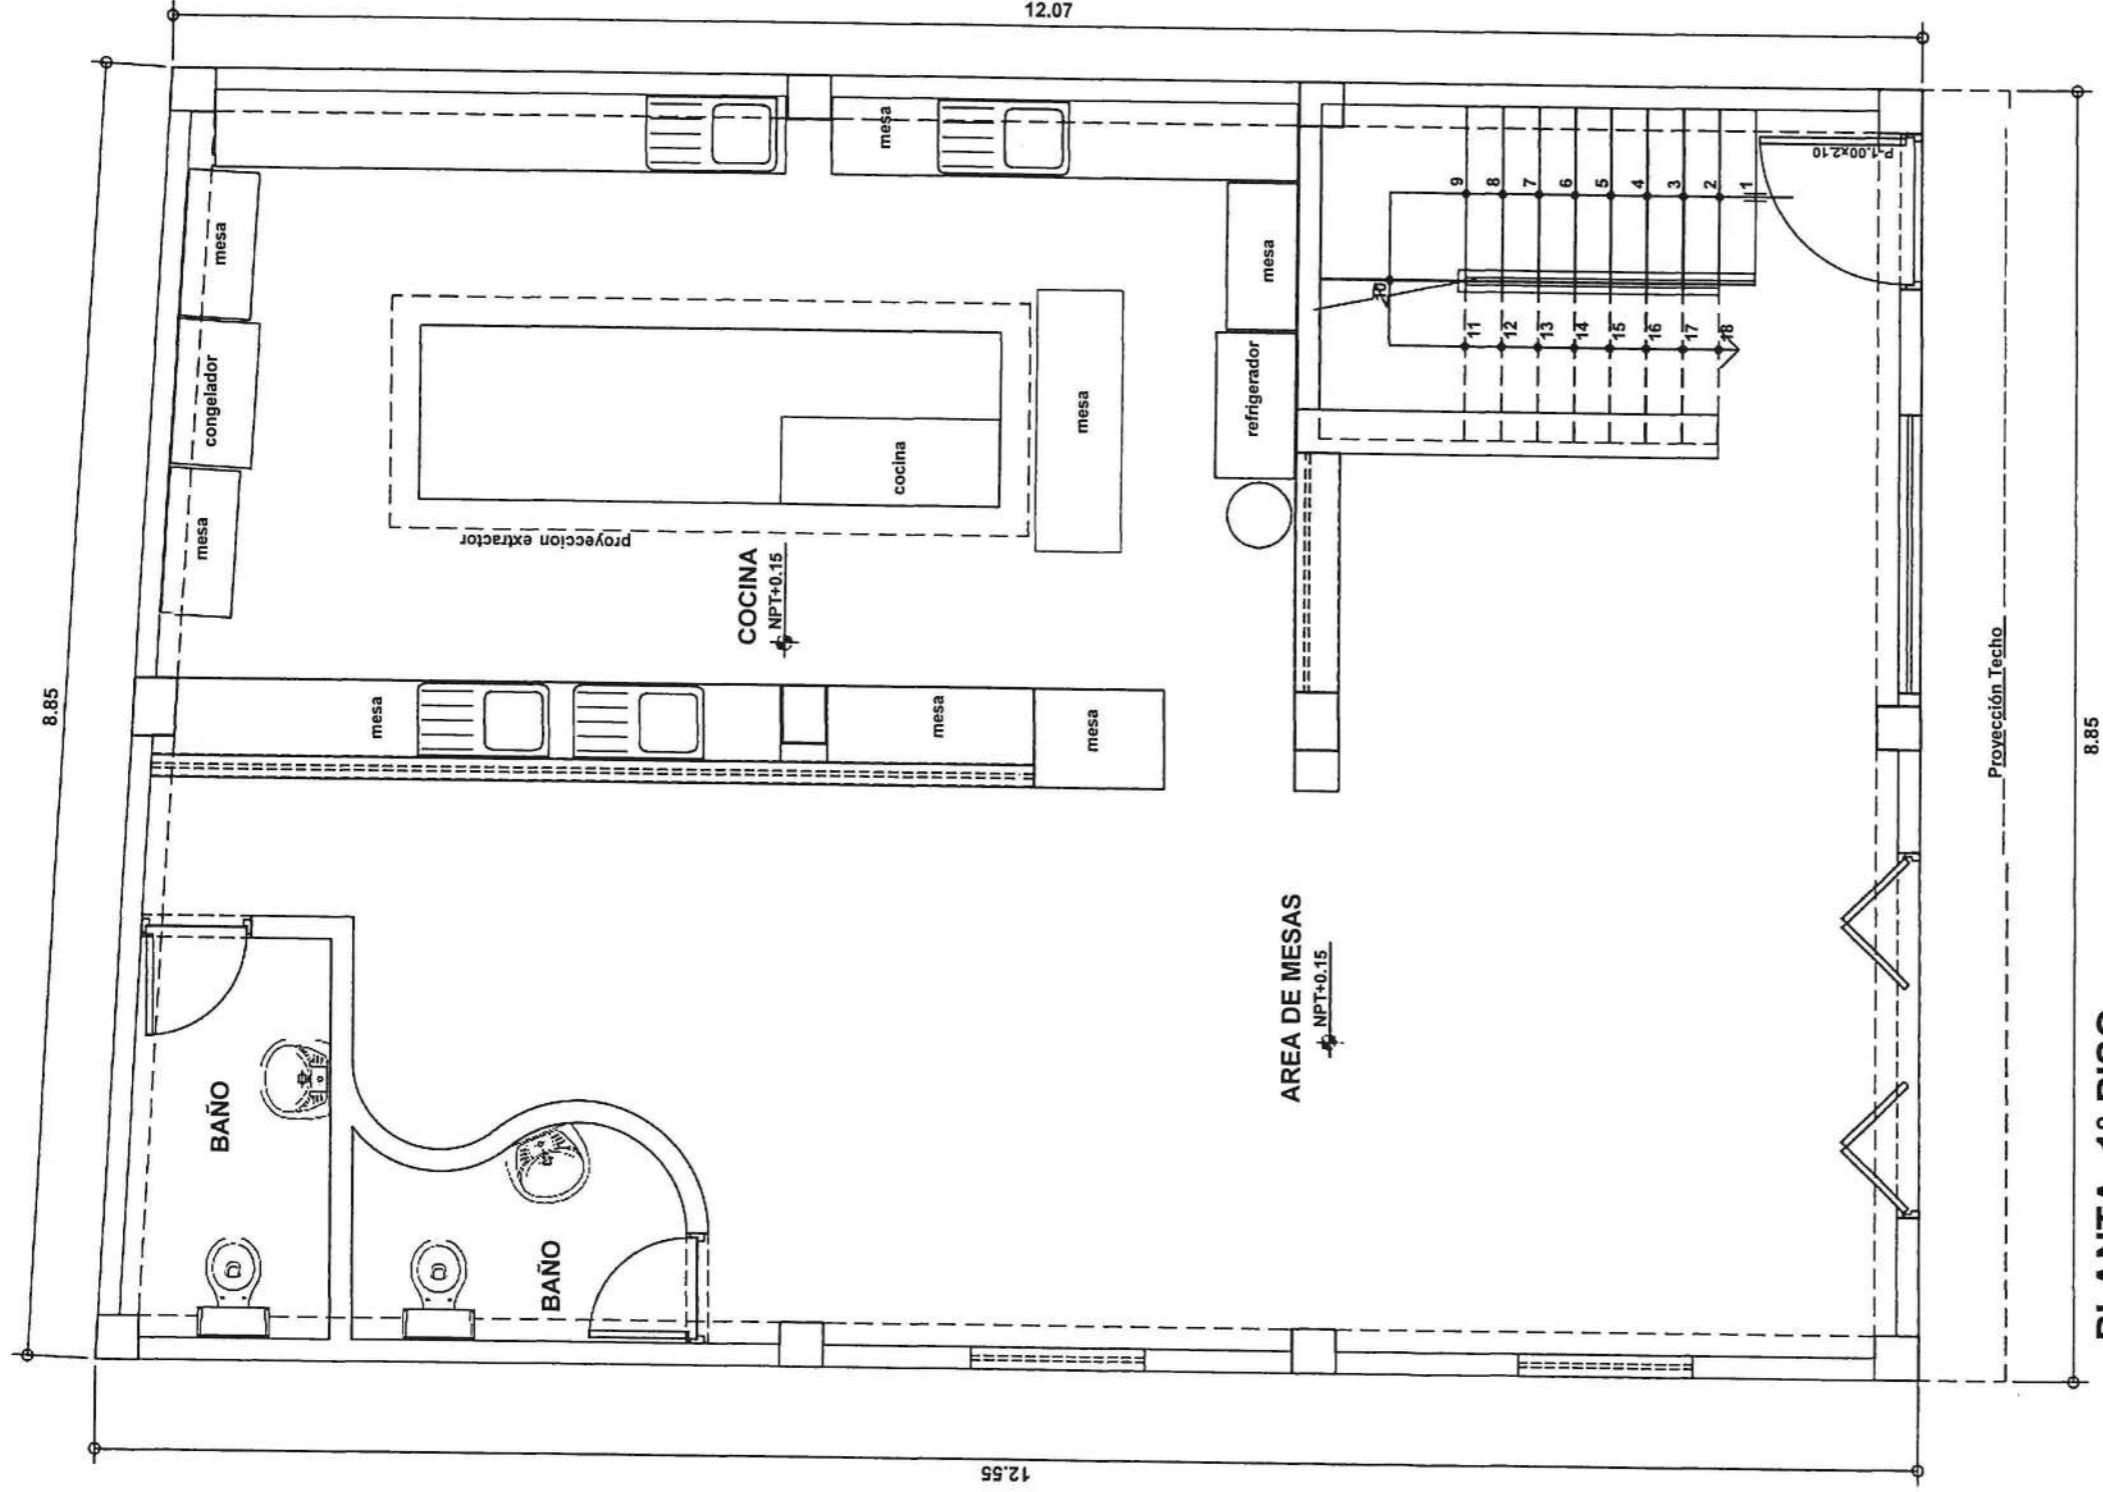 12.07
8.85
mesa
congelador
mesa
mesa
mesa
P-1.00x2.10
9
8
7
6
5
4
3
2
1
10
11
12
13
14
15
16
17
18
mesa
refrigerador
mesa
cocina
proyeccion extractor
COCINA
NPT+0.15
mesa
mesa
mesa
Proyección Techo
8.85
BAÑO
BAÑO
AREA DE MESAS
NPT+0.15
12.55